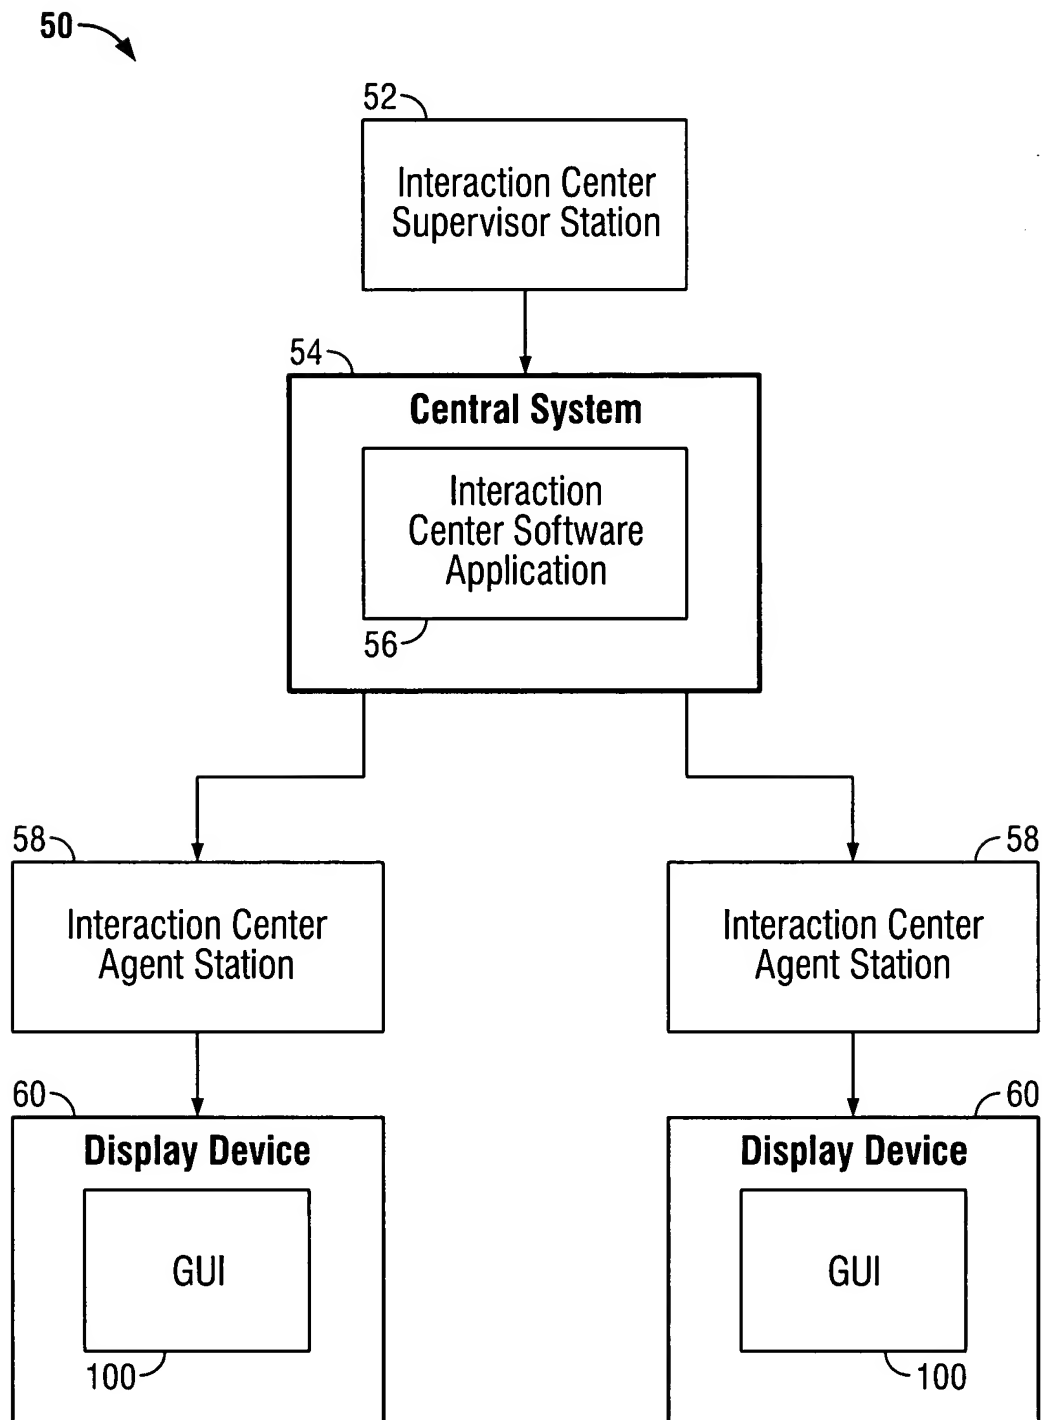 50
52
Interaction Center
Supervisor Station
54
Central System
Interaction
Center Software
Application
56
58
Interaction Center
Agent Station
58
Interaction Center
Agent Station
60
Display Device
GUI
100
60
Display Device
GUI
100